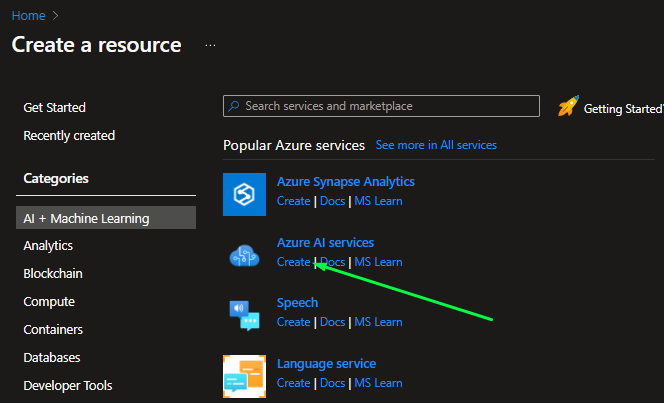 Home >
Create a resource ...
Get Started
Recently created
Categories
AI + Machine Learning
Analytics
Blockchain
Compute
Containers
Databases
Developer Tools
Search services and marketplace
Getting Started?
Popular Azure services See more in All services
Azure Synapse Analytics
Create | Docs | MS Learn
Azure AI services
Create | Docs | MS Learn
Speech
Create | Docs | MS Learn
Language service
Create | Docs | MS Learn